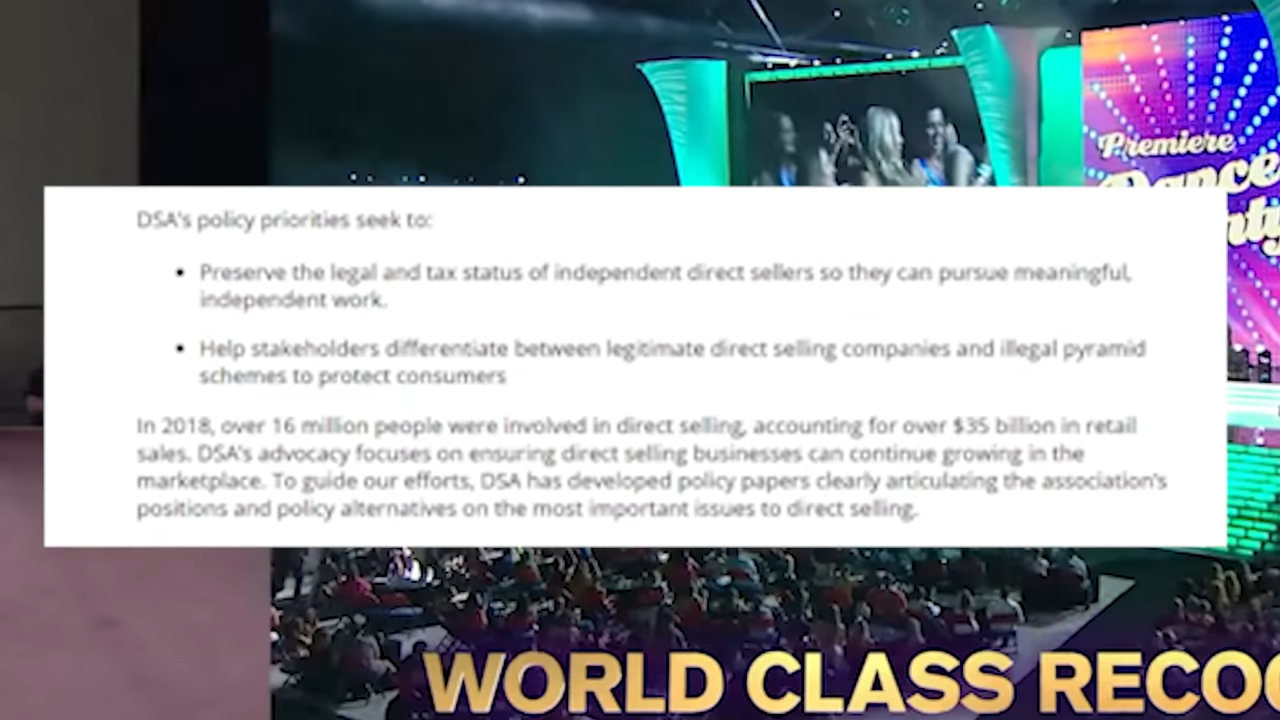 Premiere
Dance
DSA's policy priorities seek to:
• Preserve the legal and tax status of independent direct sellers so they can pursue meaningful,
independent work.
• Help stakeholders differentiate between legitimate direct selling companies and illegal pyramid
schemes to protect consumers
In 2018, over 16 million people were involved in direct selling, accounting for over $35 billion in retail
sales. DSA's advocacy focuses on ensuring direct selling businesses can continue growing in the
marketplace. To guide our efforts, DSA has developed policy papers clearly articulating the association's
positions and policy alternatives on the most important issues to direct selling.
WORLD CLASS RECOG